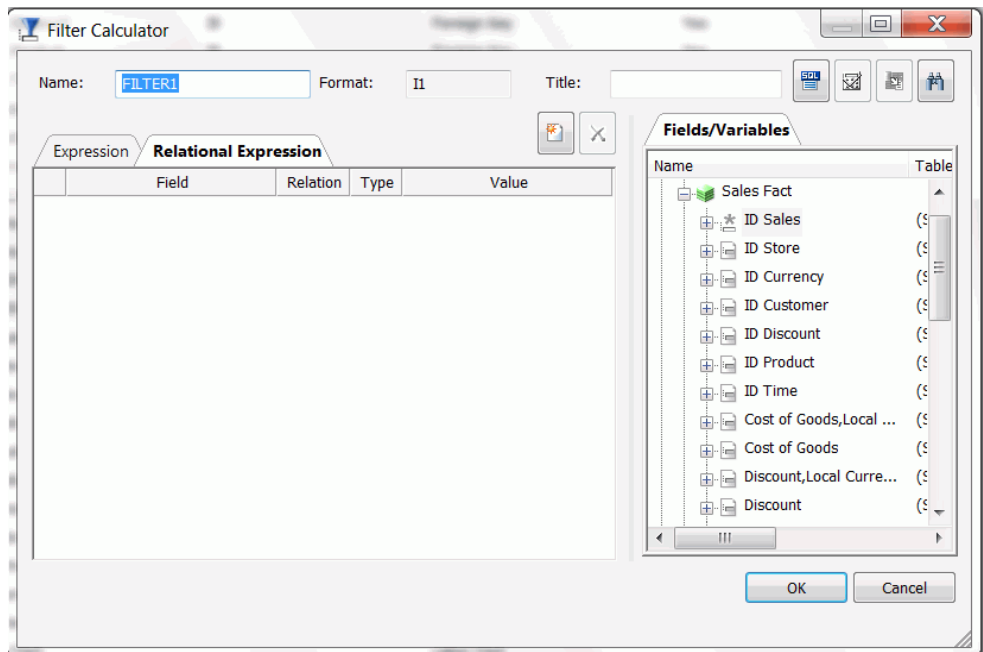 Filter Calculator
Name: FILTER1 Format: I1 Title:
SQL
Expression Relational Expression
Fields/Variables
Field Relation Type Value
Name Table
Sales Fact
ID Sales (S
ID Store (S
ID Currency (S
ID Customer (S
ID Discount (S
ID Product (S
ID Time (S
Cost of Goods,Local ... (S
Cost of Goods (S
Discount,Local Curre... (S
Discount (S
OK Cancel